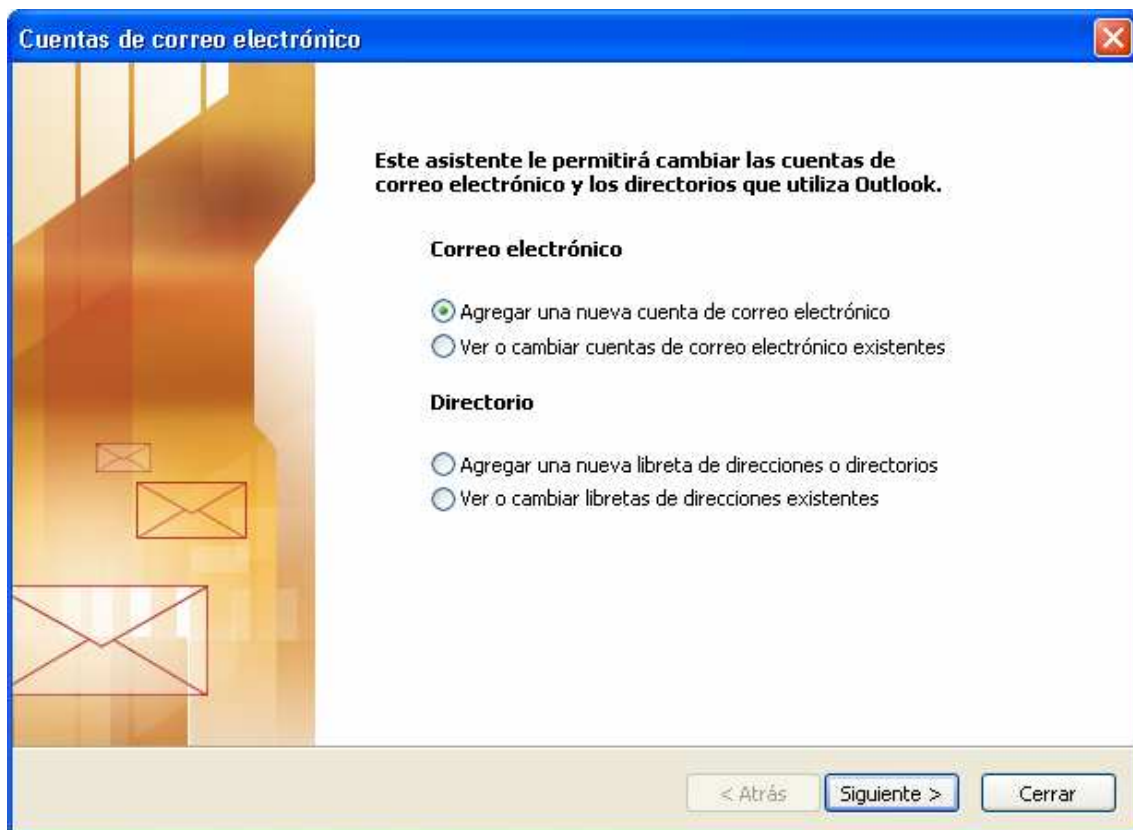 Cuentas de correo electrónico
Este asistente le permitirá cambiar las cuentas de
correo electrónico y los directorios que utiliza Outlook.
Correo electrónico
Agregar una nueva cuenta de correo electrónico
Ver o cambiar cuentas de correo electrónico existentes
Directorio
Agregar una nueva libreta de direcciones o directorios
Ver o cambiar libretas de direcciones existentes
< Atrás Siguiente > Cerrar